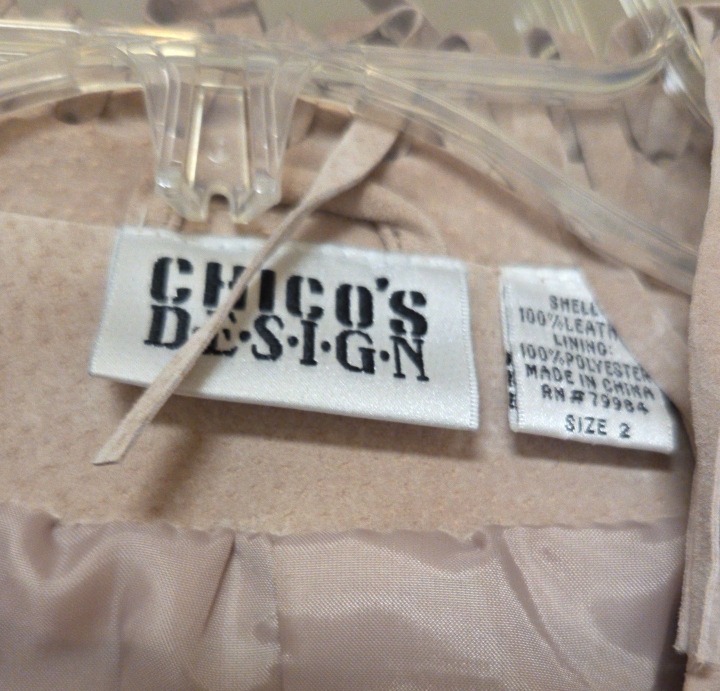 CHICO'S
D·E·S·I·G·N
SHELL
100%LEATH
LINING:
100%POLYESTER
MADE IN CHINA
RN#79984
SIZE 2